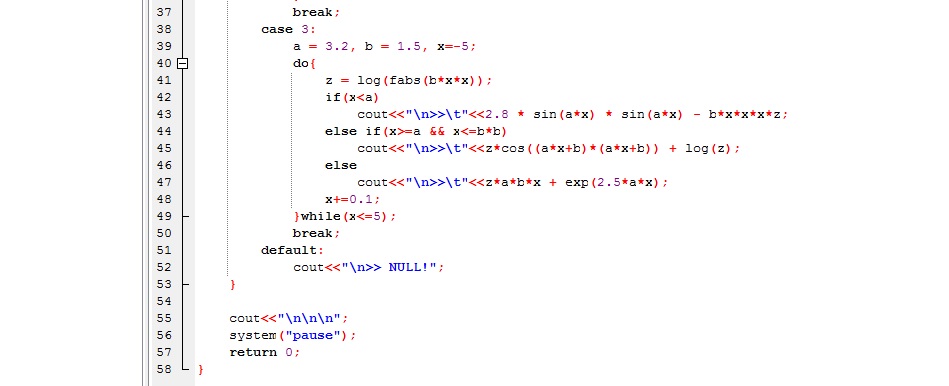 37 break;
38 case 3:
39 a = 3.2, b = 1.5, x=-5;
40 do{
41 z = log(fabs(b*x*x));
42 if(x<a)
43 cout<<"\n>>\t"<<2.8 * sin(a*x) * sin(a*x) - b*x*x*x*z;
44 else if(x>=a && x<=b*b)
45 cout<<"\n>>\t"<<z*cos((a*x+b)*(a*x+b)) + log(z);
46 else
47 cout<<"\n>>\t"<<z*a*b*x + exp(2.5*a*x);
48 x+=0.1;
49 }while(x<=5);
50 break;
51 default:
52 cout<<"\n>> NULL!";
53 }
54
55 cout<<"\n\n\n";
56 system("pause");
57 return 0;
58 }